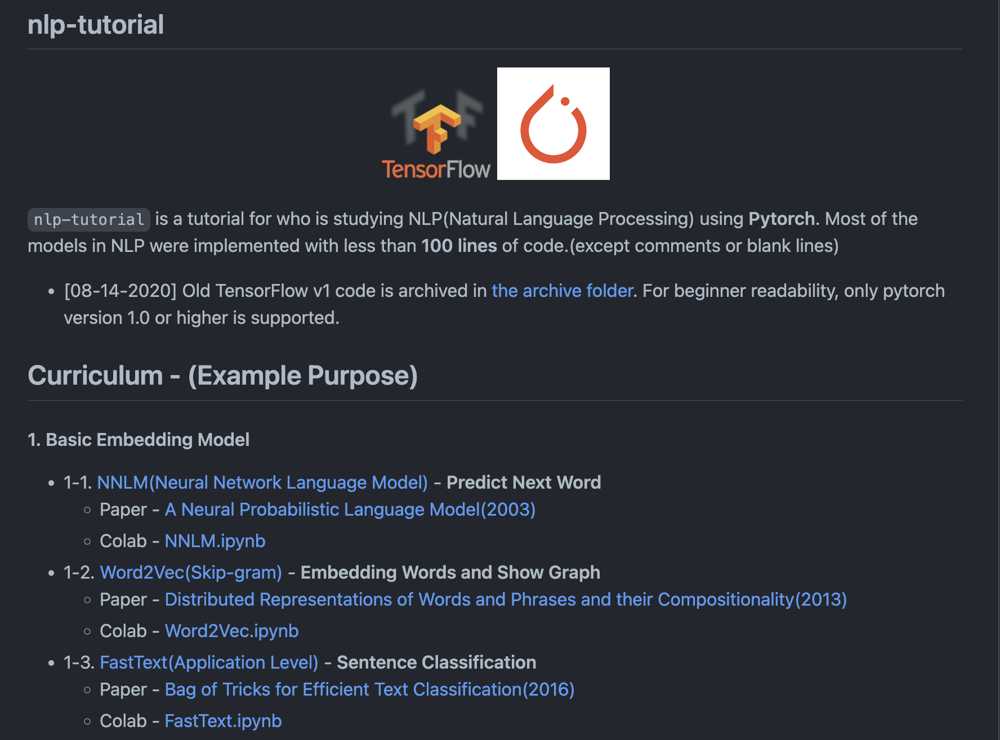 nlp-tutorial
TF
TensorFlow
nlp-tutorial is a tutorial for who is studying NLP(Natural Language Processing) using Pytorch. Most of the
models in NLP were implemented with less than 100 lines of code.(except comments or blank lines)
[08-14-2020] Old TensorFlow v1 code is archived in the archive folder. For beginner readability, only pytorch
version 1.0 or higher is supported.
Curriculum - (Example Purpose)
1. Basic Embedding Model
1-1. NNLM(Neural Network Language Model) - Predict Next Word
Paper - A Neural Probabilistic Language Model(2003)
Colab - NNLM.ipynb
1-2. Word2Vec(Skip-gram) - Embedding Words and Show Graph
Paper - Distributed Representations of Words and Phrases and their Compositionality(2013)
Colab - Word2Vec.ipynb
1-3. FastText(Application Level) - Sentence Classification
Paper - Bag of Tricks for Efficient Text Classification(2016)
Colab - FastText.ipynb